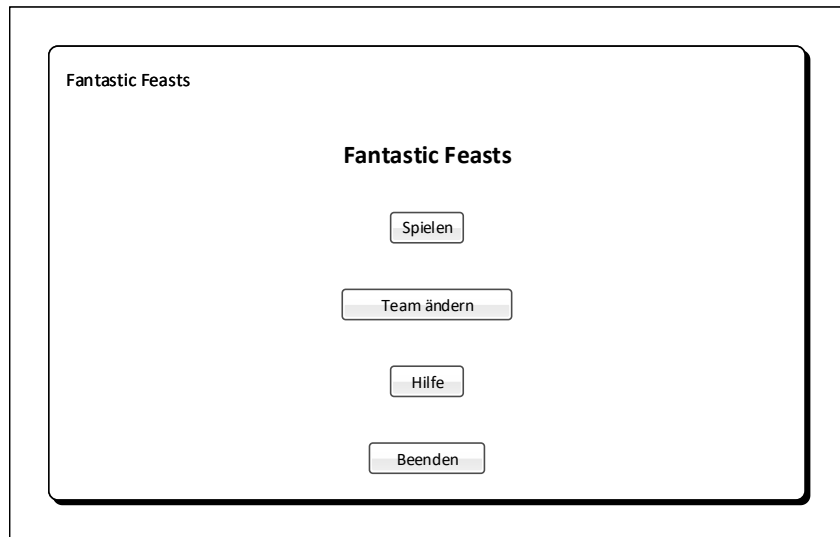 Fantastic Feasts
Fantastic Feasts
Spielen
Team ändern
Hilfe
Beenden